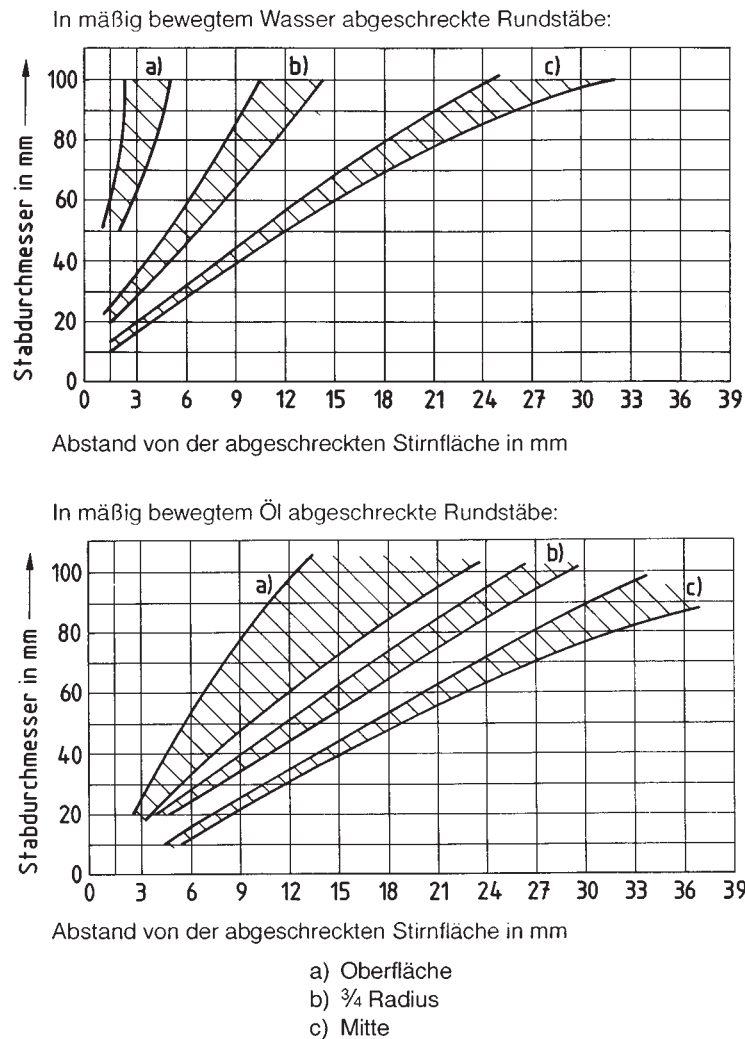 In mäßig bewegtem Wasser abgeschreckte Rundstäbe:
a)
b)
c)
Stabdurchmesser in mm
100
80
60
40
20
0
0 3 6 9 12 15 18 21 24 27 30 33 36 39
Abstand von der abgeschreckten Stirnfläche in mm
In mäßig bewegtem Öl abgeschreckte Rundstäbe:
a)
b)
c)
Stabdurchmesser in mm
100
80
60
40
20
0
0 3 6 9 12 15 18 21 24 27 30 33 36 39
Abstand von der abgeschreckten Stirnfläche in mm
a) Oberfläche
b) ¾ Radius
c) Mitte